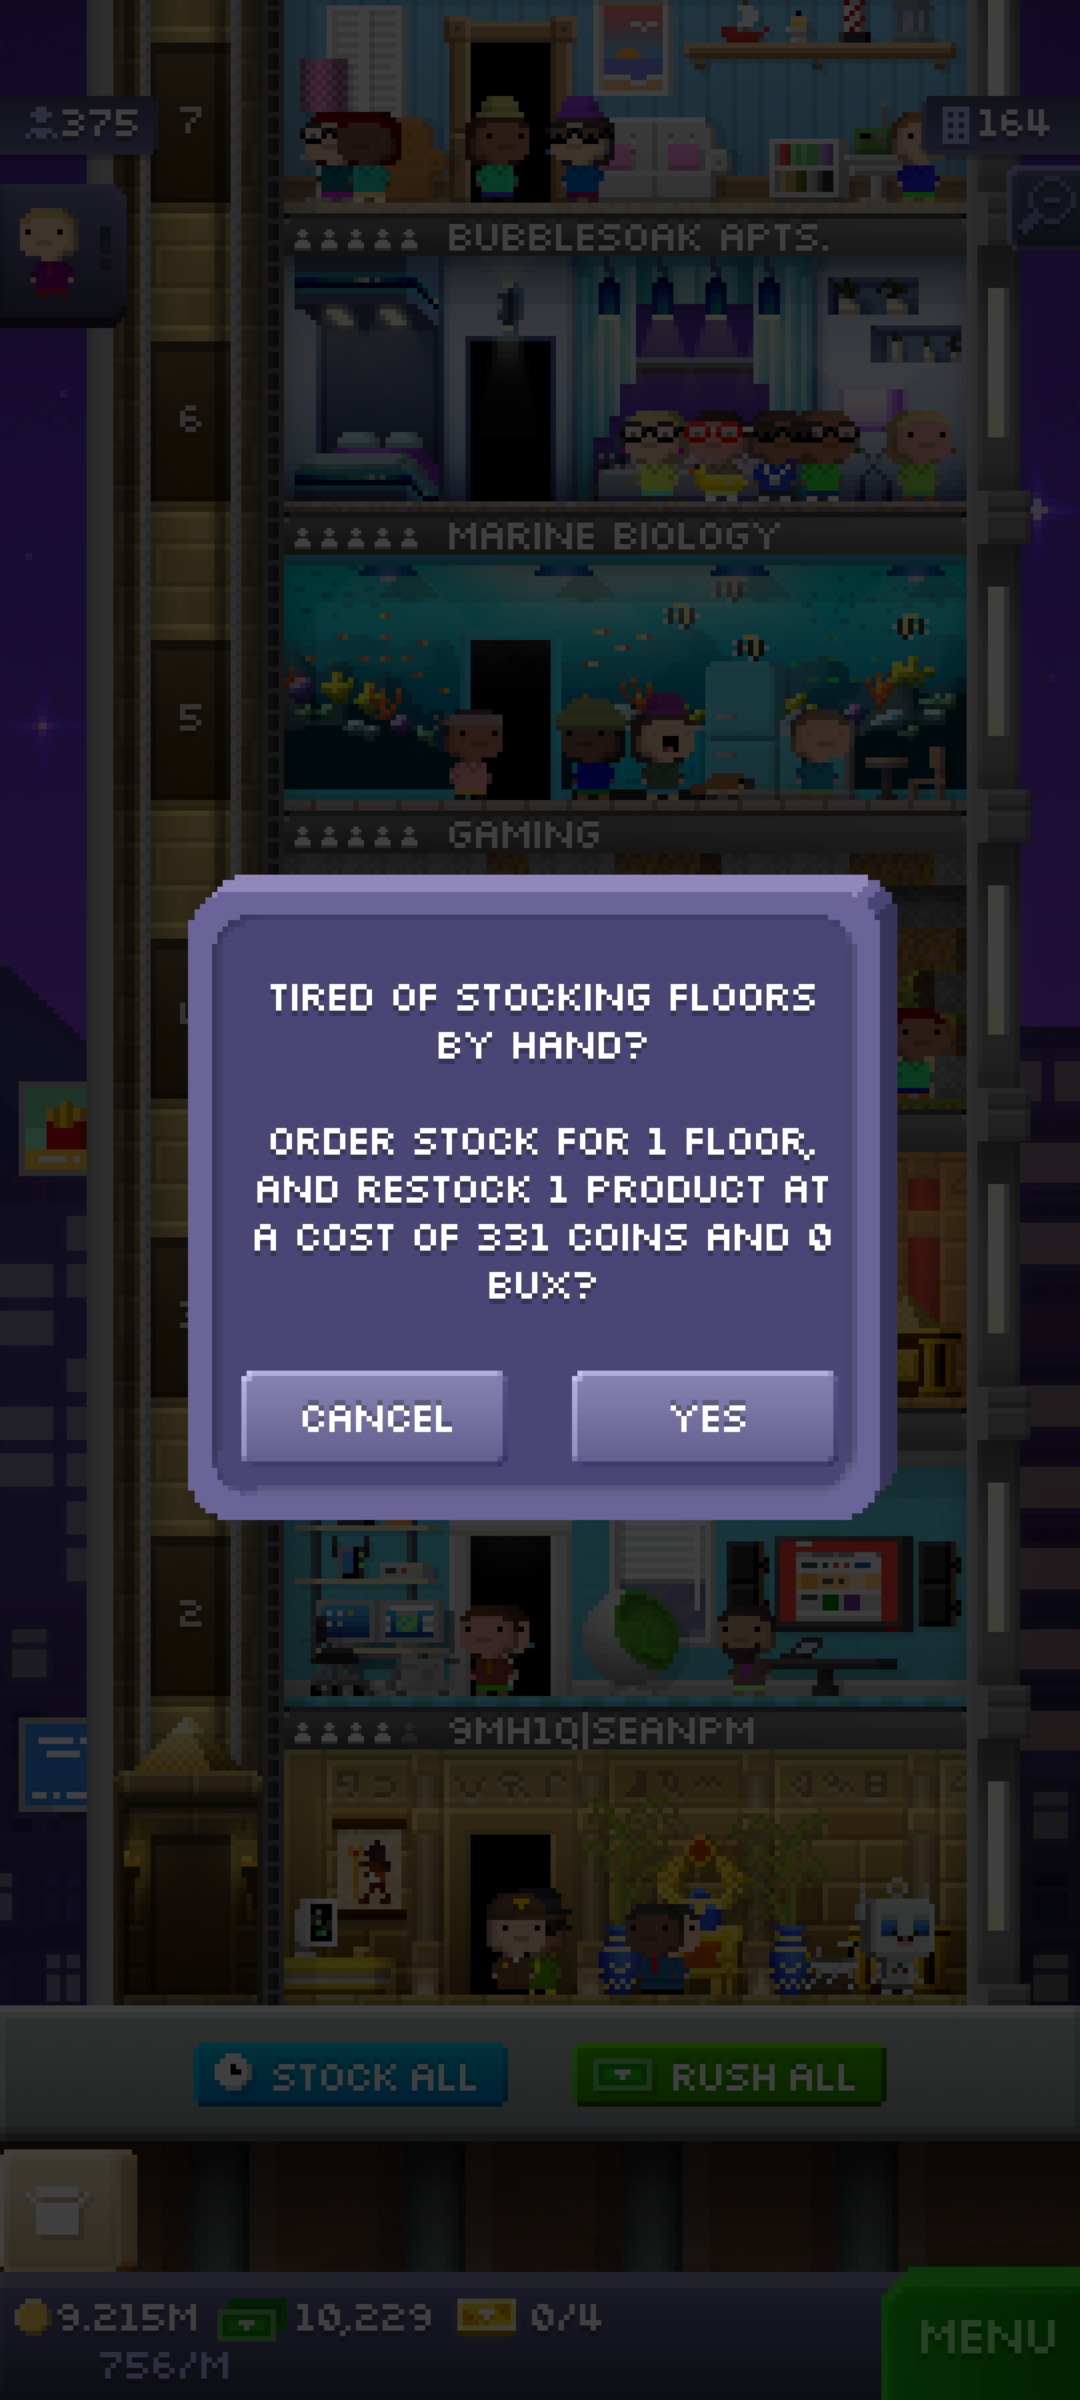 375
7
164
BUBBLESOAK APTS.
6
MARINE BIOLOGY
5
GAMING
TIRED OF STOCKING FLOORS
BY HAND?
ORDER STOCK FOR 1 FLOOR,
AND RESTOCK 1 PRODUCT AT
A COST OF 331 COINS AND 0
BUX?
CANCEL
YES
2
9MH1Q|SEANPM
STOCK ALL
RUSH ALL
9.215M
10,229
0/4
756/M
MENU